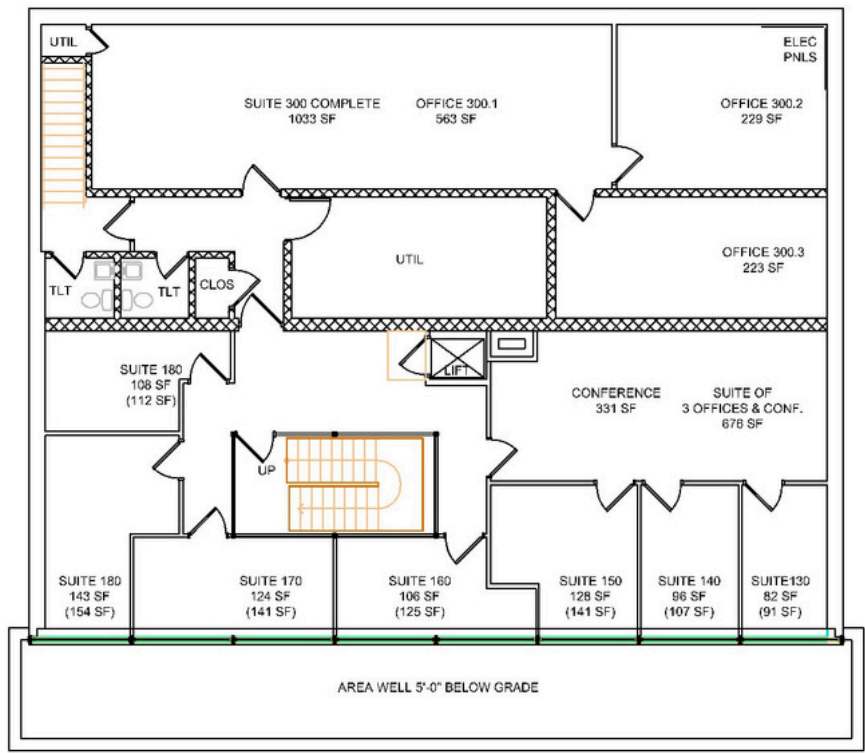 UTIL
ELEC
PNLS
SUITE 300 COMPLETE
1033 SF
OFFICE 300.1
563 SF
OFFICE 300.2
229 SF
UTIL
OFFICE 300.3
223 SF
TLT
TLT
CLOS
SUITE 180
108 SF
(112 SF)
LIFT
CONFERENCE
331 SF
SUITE OF
3 OFFICES & CONF.
676 SF
UP
SUITE 180
143 SF
(154 SF)
SUITE 170
124 SF
(141 SF)
SUITE 160
106 SF
(125 SF)
SUITE 150
128 SF
(141 SF)
SUITE 140
96 SF
(107 SF)
SUITE130
82 SF
(91 SF)
AREA WELL 5'-0" BELOW GRADE